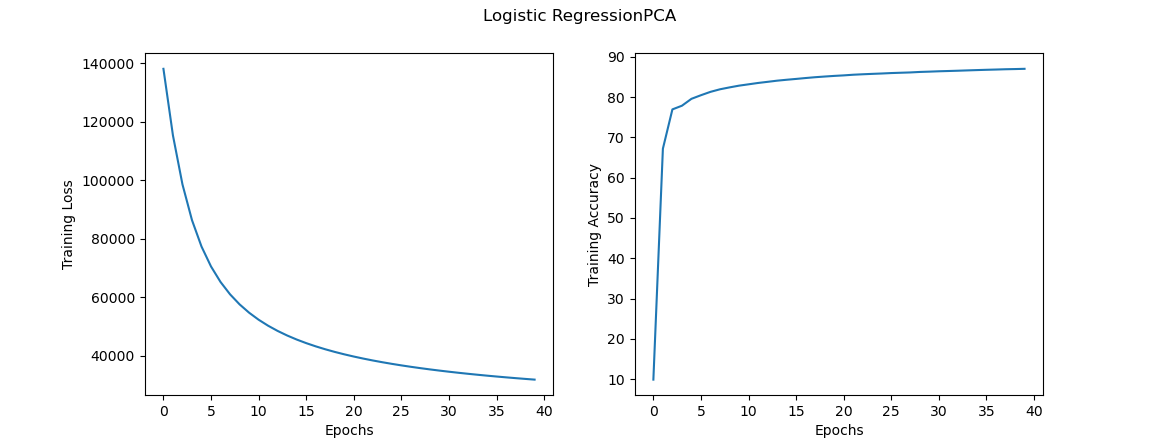 Logistic RegressionPCA
140000
120000
100000
80000
60000
40000
Training Loss
0 5 10 15 20 25 30 35 40
Epochs
90
80
70
60
50
40
30
20
10
Training Accuracy
0 5 10 15 20 25 30 35 40
Epochs